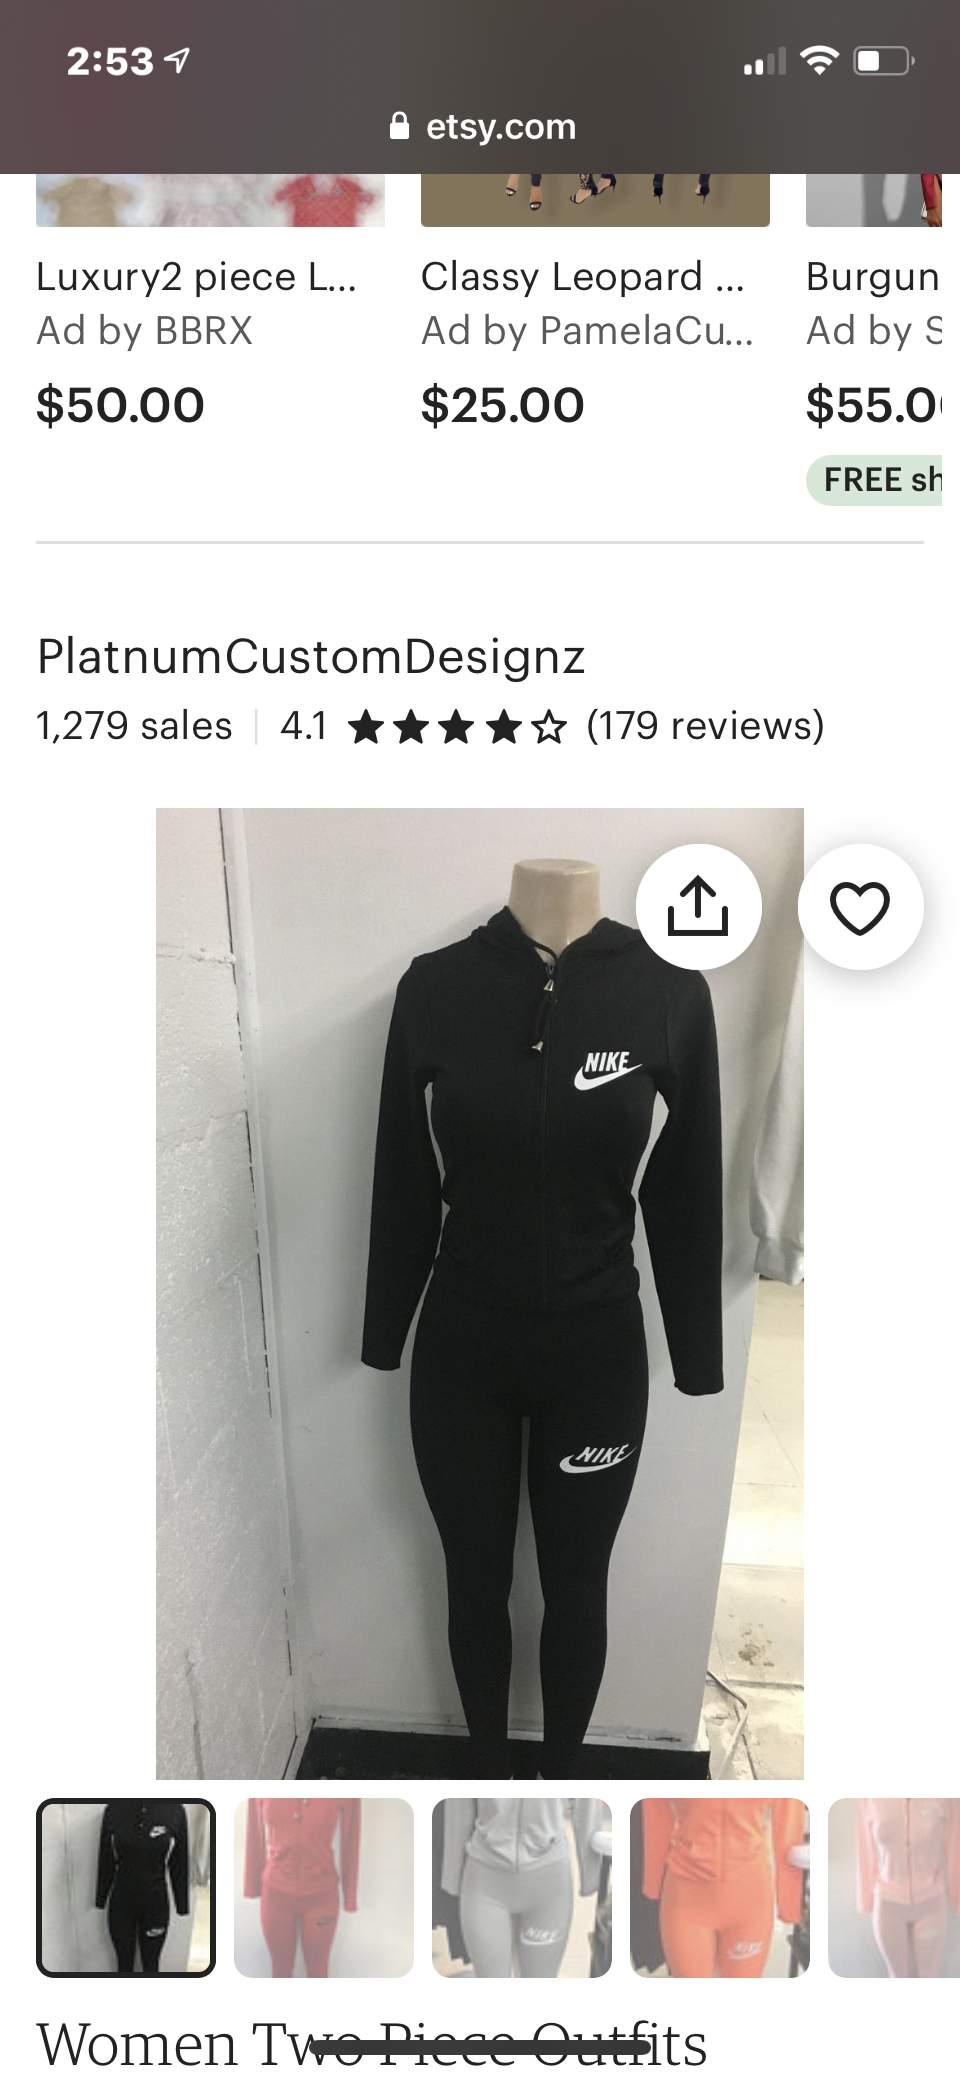 2:53
etsy.com
Luxury2 piece L...
Classy Leopard ...
Burgun
Ad by BBRX
Ad by PamelaCu...
Ad by S
$50.00
$25.00
$55.0
FREE sh
PlatnumCustomDesignz
1,279 sales
4.1
(179 reviews)
NIKE
NIKE
NIKE
NIKE
Women Two Piece Outfits